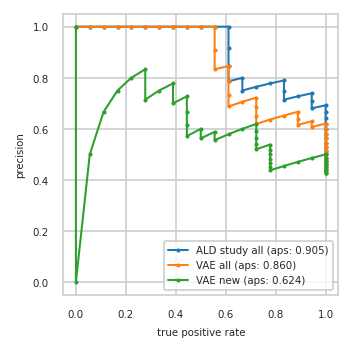 precision
1.0
0.8
0.6
0.4
0.2
0.0
ALD study all (aps: 0.905)
VAE all (aps: 0.860)
VAE new (aps: 0.624)
0.0 0.2 0.4 0.6 0.8 1.0
true positive rate